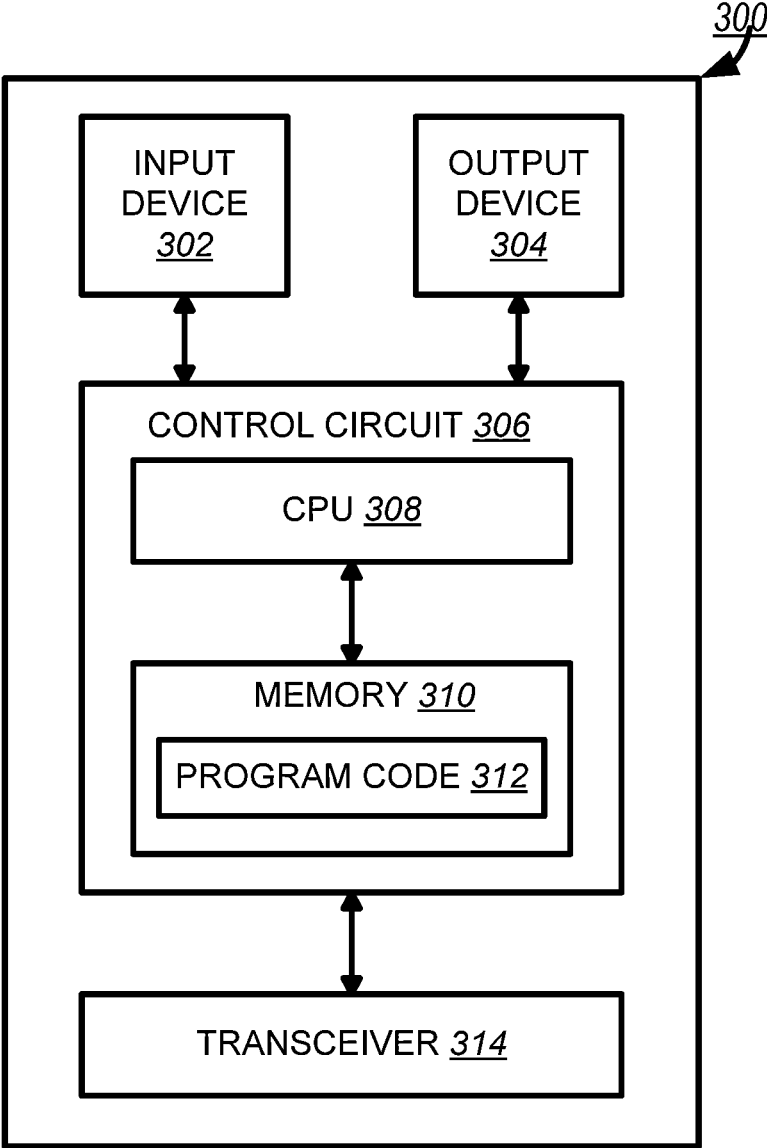 300
INPUT
DEVICE
302
OUTPUT
DEVICE
304
CONTROL CIRCUIT 306
CPU 308
MEMORY 310
PROGRAM CODE 312
TRANSCEIVER 314